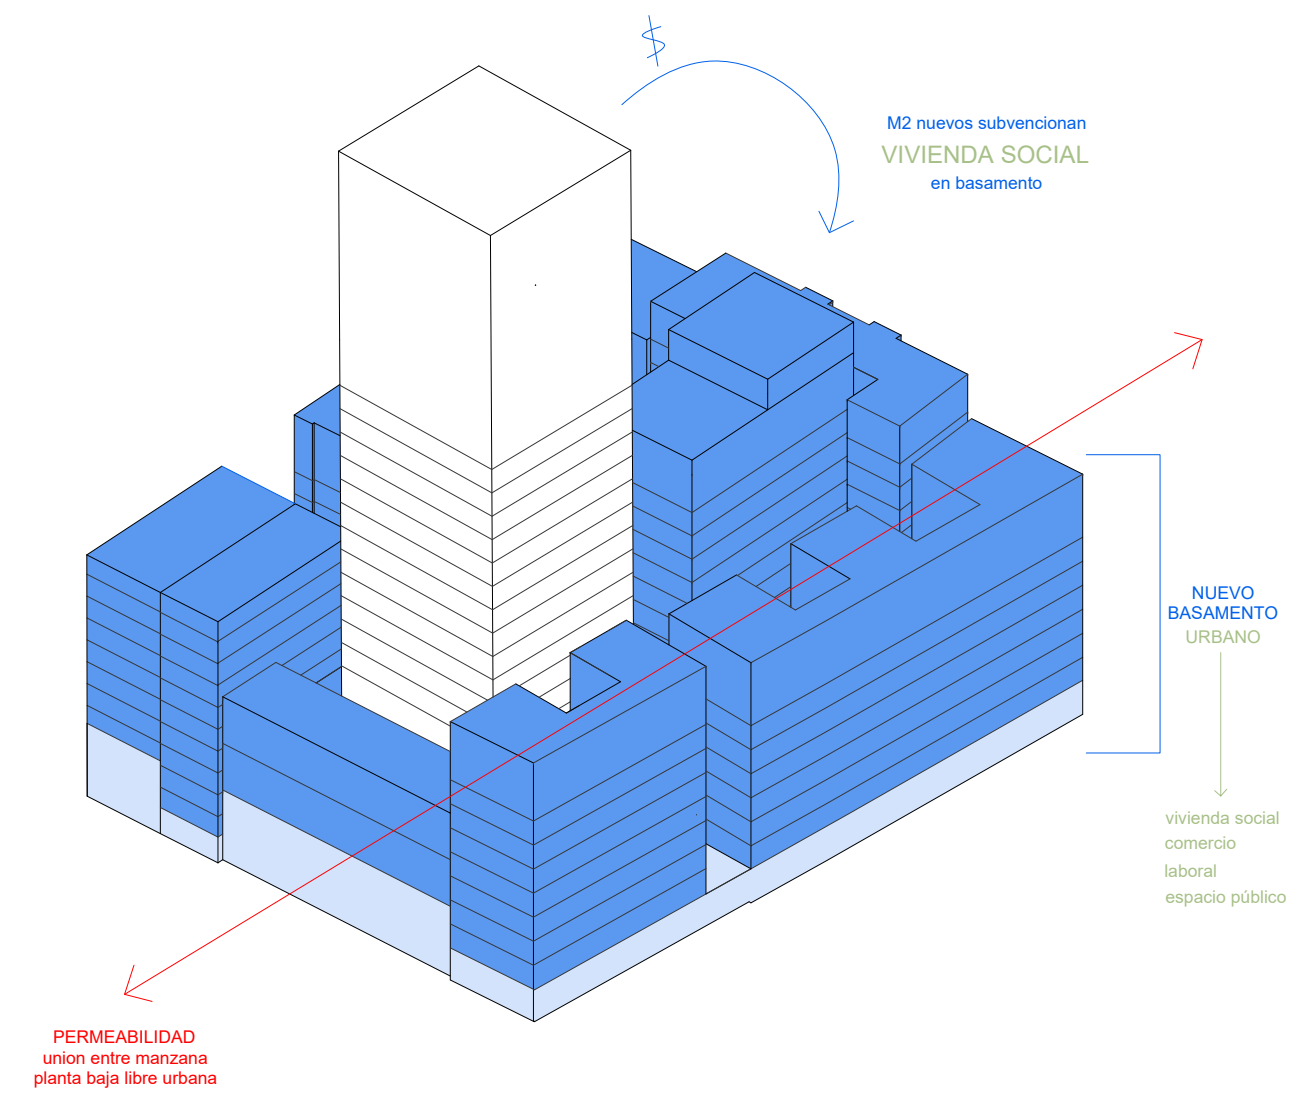 $
M2 nuevos subvencionan
VIVIENDA SOCIAL
en basamento
NUEVO
BASAMENTO
URBANO
vivienda social
comercio
laboral
espacio público
PERMEABILIDAD
union entre manzana
planta baja libre urbana